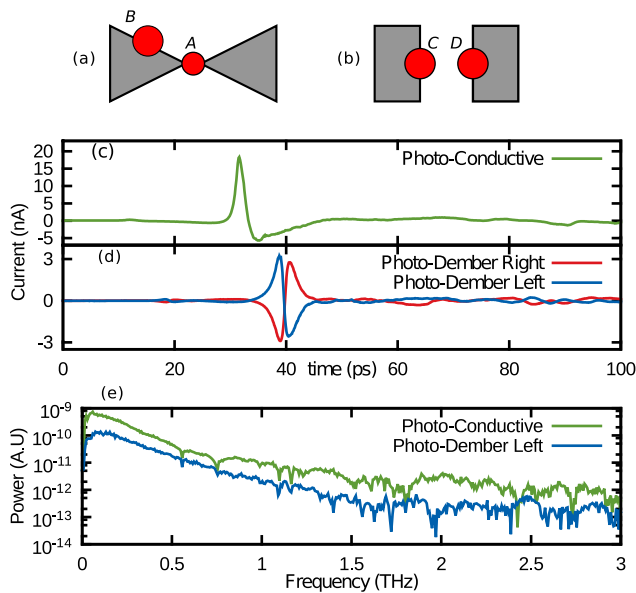 B
A
(a)
(b)
C D
(c)
Photo-Conductive
20
15
10
5
0
-5
Current (nA)
(d)
Photo-Dember Right
Photo-Dember Left
3
0
-3
0 20 40 60 80 100
time (ps)
(e)
Photo-Conductive
Photo-Dember Left
10-9
10-10
10-11
10-12
10-13
10-14
Power (A.U)
0 0.5 1 1.5 2 2.5 3
Frequency (THz)